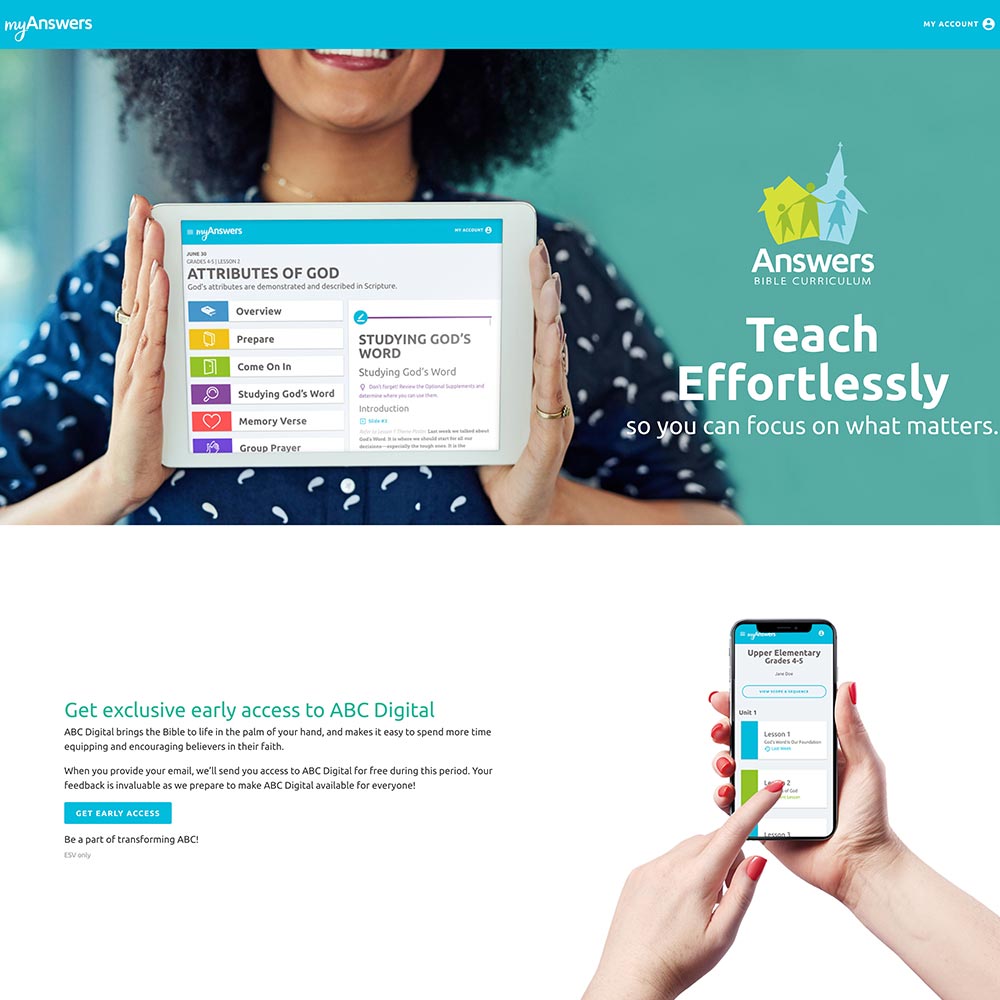 myAnswers
MY ACCOUNT
myAnswers
MY ACCOUNT
JUNE 30
GRADES 4-5 | LESSON 2
ATTRIBUTES OF GOD
God's attributes are demonstrated and described in Scripture.
Overview
Prepare
Come On In
Studying God's Word
Memory Verse
Group Prayer
STUDYING GOD'S
WORD
Studying God's Word
Don't forget! Review the Optional Supplements and
determine where you can use them.
Introduction
Slide #3
Refer to Lesson 1 Theme Poster. Last week we talked about
God's Word. It is where we should start for all our
decisions—especially the tough ones. It is the
Answers
BIBLE CURRICULUM
Teach
Effortlessly
so you can focus on what matters.
Get exclusive early access to ABC Digital
ABC Digital brings the Bible to life in the palm of your hand, and makes it easy to spend more time
equipping and encouraging believers in their faith.
When you provide your email, we'll send you access to ABC Digital for free during this period. Your
feedback is invaluable as we prepare to make ABC Digital available for everyone!
GET EARLY ACCESS
Be a part of transforming ABC!
ESV only
myAnswers
Upper Elementary
Grades 4-5
Jane Doe
VIEW SCOPE & SEQUENCE
Unit 1
Lesson 1
God's Word Is Our Foundation
Last Week
2
of God
Lesson
Lesson 3